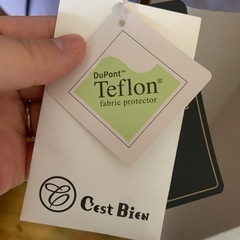 DuPont™
Teflon®
fabric protector
C'EST BIEN